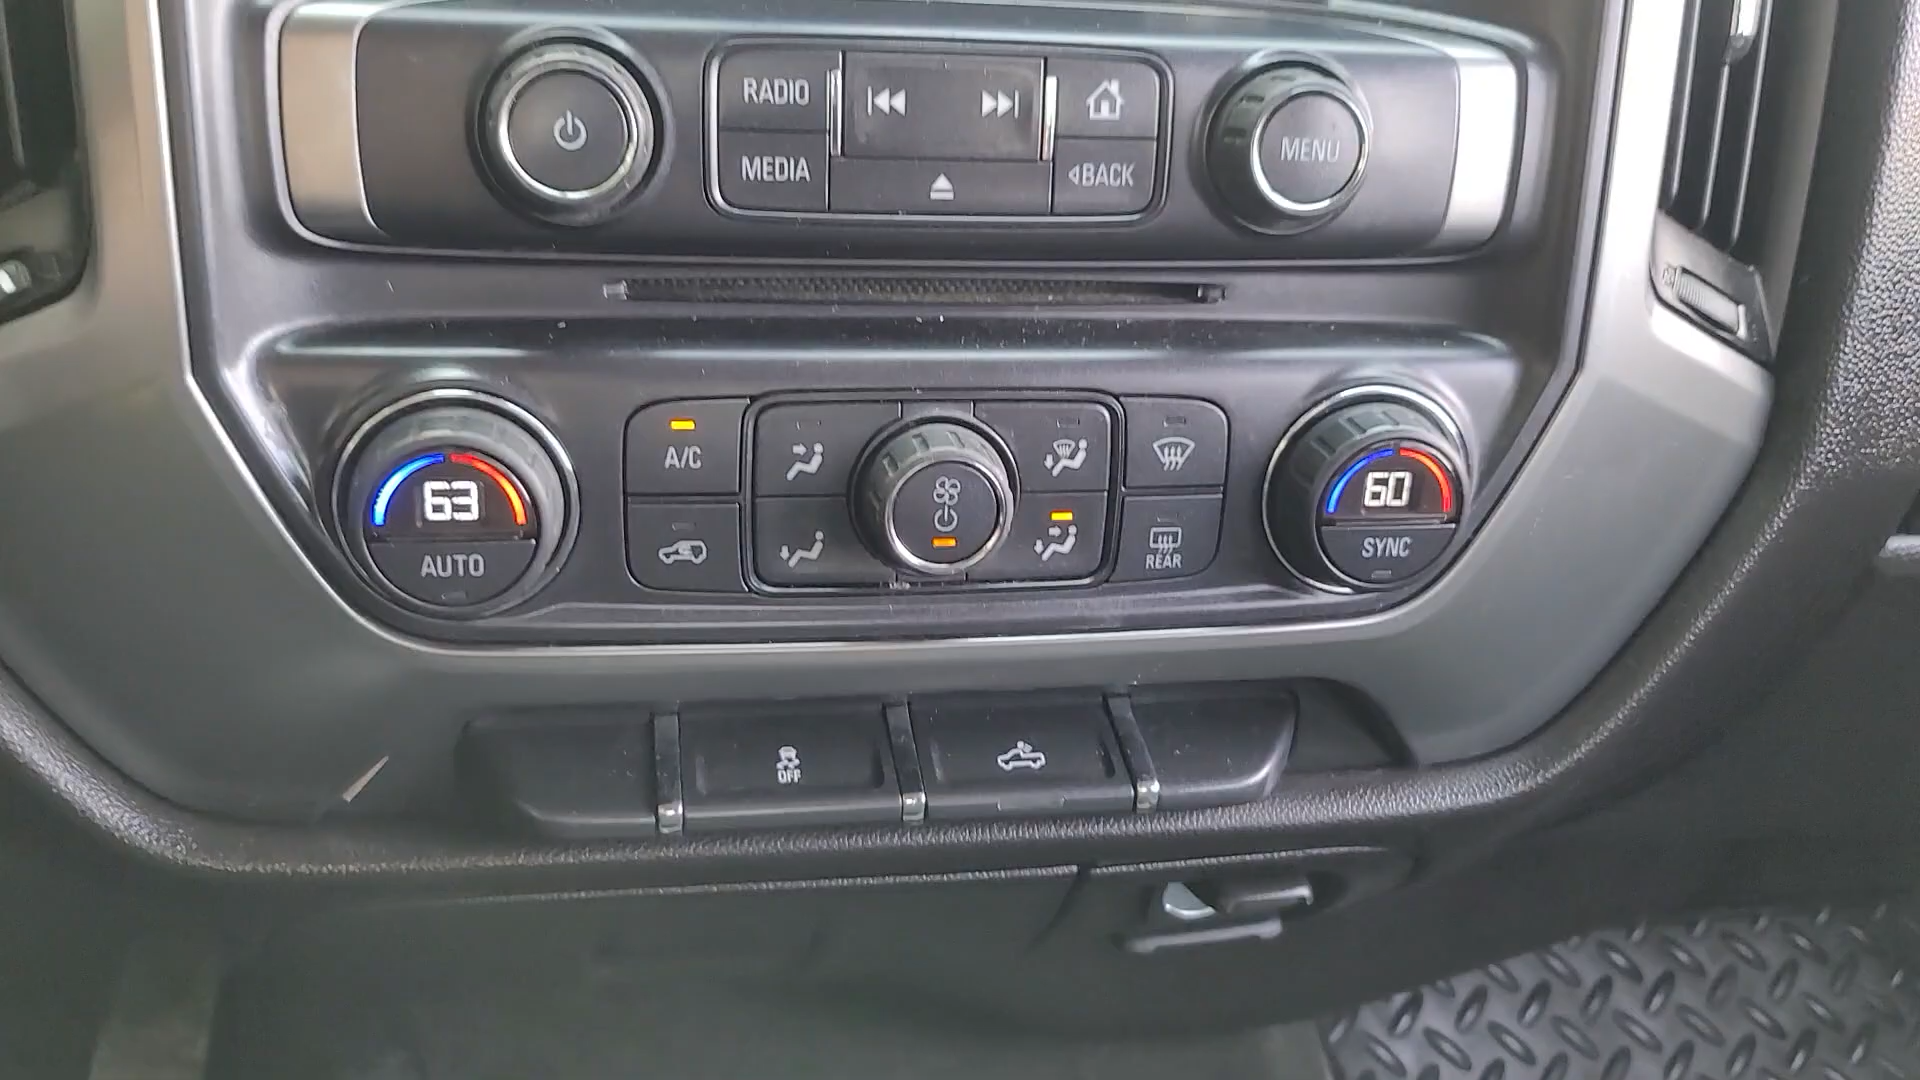 RADIO
MEDIA
BACK
MENU
63
AUTO
A/C
REAR
60
SYNC
OFF